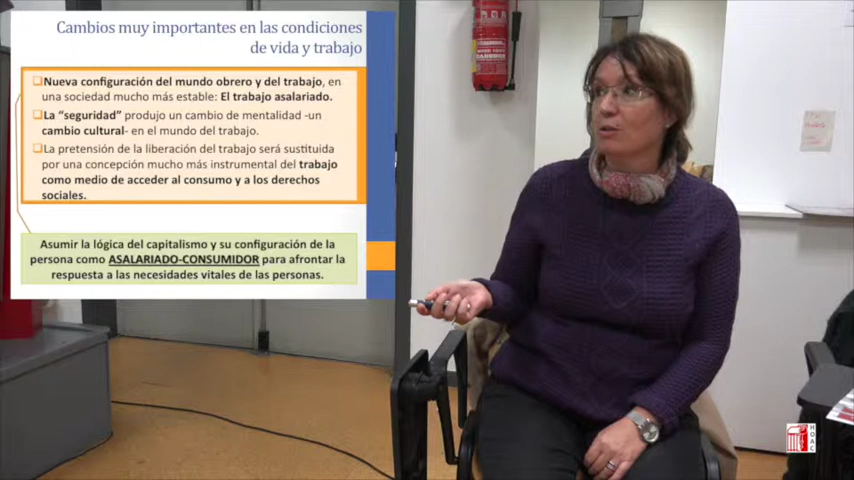 Cambios muy importantes en las condiciones
de vida y trabajo
Nueva configuración del mundo obrero y del trabajo, en
una sociedad mucho más estable: El trabajo asalariado.
La “seguridad” produjo un cambio de mentalidad -un
cambio cultural- en el mundo del trabajo.
La pretensión de la liberación del trabajo será sustituida
por una concepción mucho más instrumental del trabajo
como medio de acceder al consumo y a los derechos
sociales.
Asumir la lógica del capitalismo y su configuración de la
persona como ASALARIADO-CONSUMIDOR para afrontar la
respuesta a las necesidades vitales de las personas.
HOAC